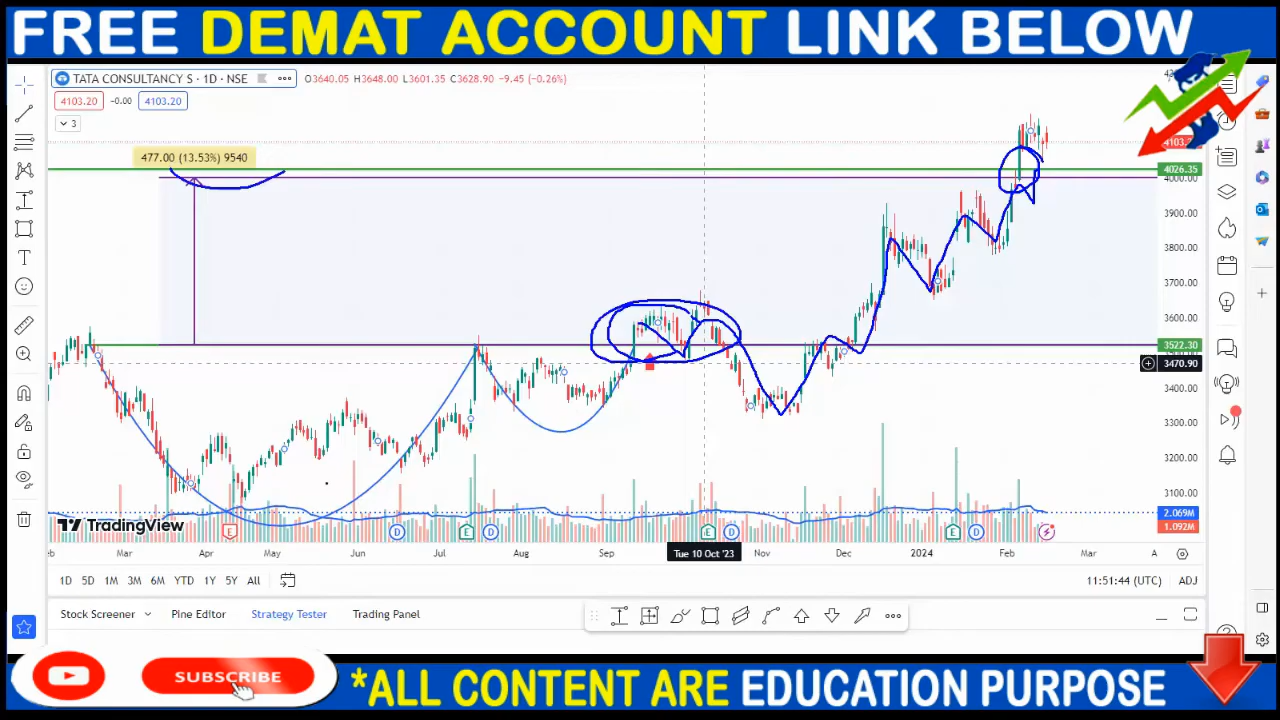 FREE DEMAT ACCOUNT LINK BELOW
TATA CONSULTANCY S · 1D · NSE O3640.05 H3648.00 L3601.35 C3628.90 -9.45 (-0.26%)
4103.20 -0.00 4103.20
3
477.00 (13.53%) 9540
4026.35
4000.00
3900.00
3800.00
3700.00
3600.00
3522.30
3470.90
3400.00
3300.00
3200.00
3100.00
2.069M
1.092M
TradingView
E D E D E D E D
Mar Apr May Jun Jul Aug Sep Tue 10 Oct '23 Nov Dec 2024 Feb Mar A
1D 5D 1M 3M 6M YTD 1Y 5Y All 11:51:44 (UTC) ADJ
Stock Screener Pine Editor Strategy Tester Trading Panel
SUBSCRIBE
*ALL CONTENT ARE EDUCATION PURPOSE